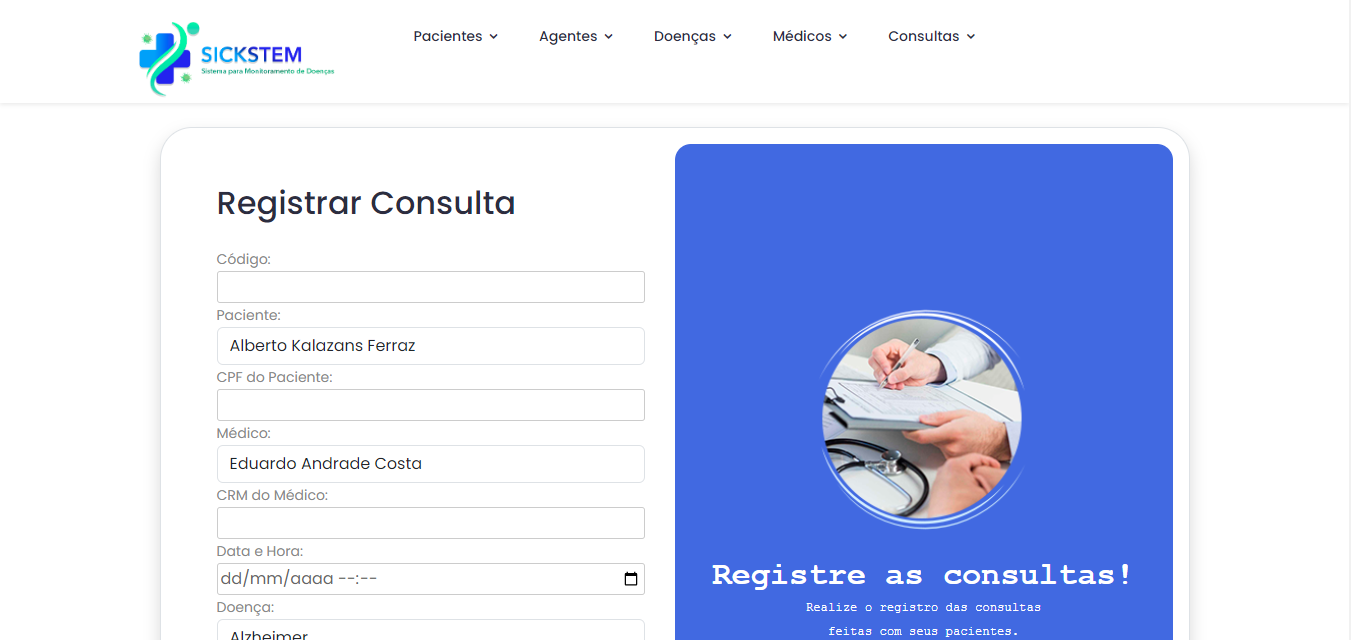 SICKSTEM
Sistema para Monitoramento de Doenças
Pacientes
Agentes
Doenças
Médicos
Consultas
Registrar Consulta
Código:
Paciente:
Alberto Kalazans Ferraz
CPF do Paciente:
Médico:
Eduardo Andrade Costa
CRM do Médico:
Data e Hora:
dd/mm/aaaa --:--
Doença:
Alzheimer
Registre as consultas!
Realize o registro das consultas
feitas com seus pacientes.